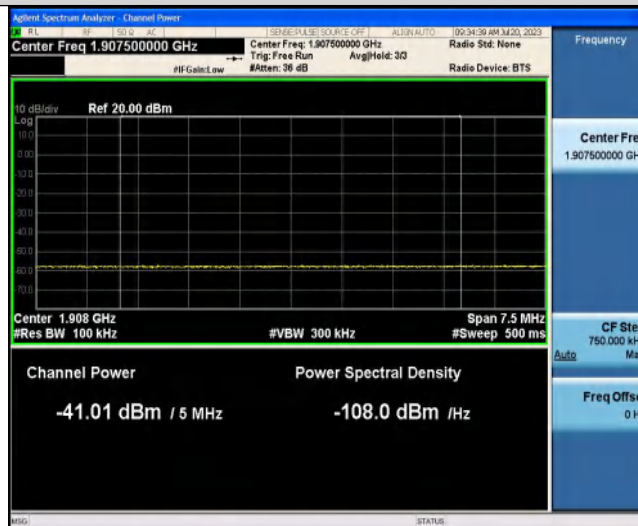 Agilent Spectrum Analyzer - Channel Power
RL RF 50 Ω AC SENSE:PULSE SOURCE OFF ALIGN AUTO 09:34:39 AM Jul 20, 2023
Center Freq 1.907500000 GHz
Center Freq: 1.907500000 GHz
Radio Std: None
Trig: Free Run Avg|Hold: 3/3
#IFGain:Low
#Atten: 36 dB
Radio Device: BTS
10 dB/div Ref 20.00 dBm
Log
10.0
0.00
-10.0
-20.0
-30.0
-40.0
-50.0
-60.0
-70.0
Center 1.908 GHz
Span 7.5 MHz
#Res BW 100 kHz
#VBW 300 kHz
#Sweep 500 ms
Channel Power
Power Spectral Density
-41.01 dBm / 5 MHz
-108.0 dBm /Hz
MSG
STATUS
Frequency
Center Fre
1.907500000 GH
CF Ste
750.000 kH
Auto Ma
Freq Offse
0 H